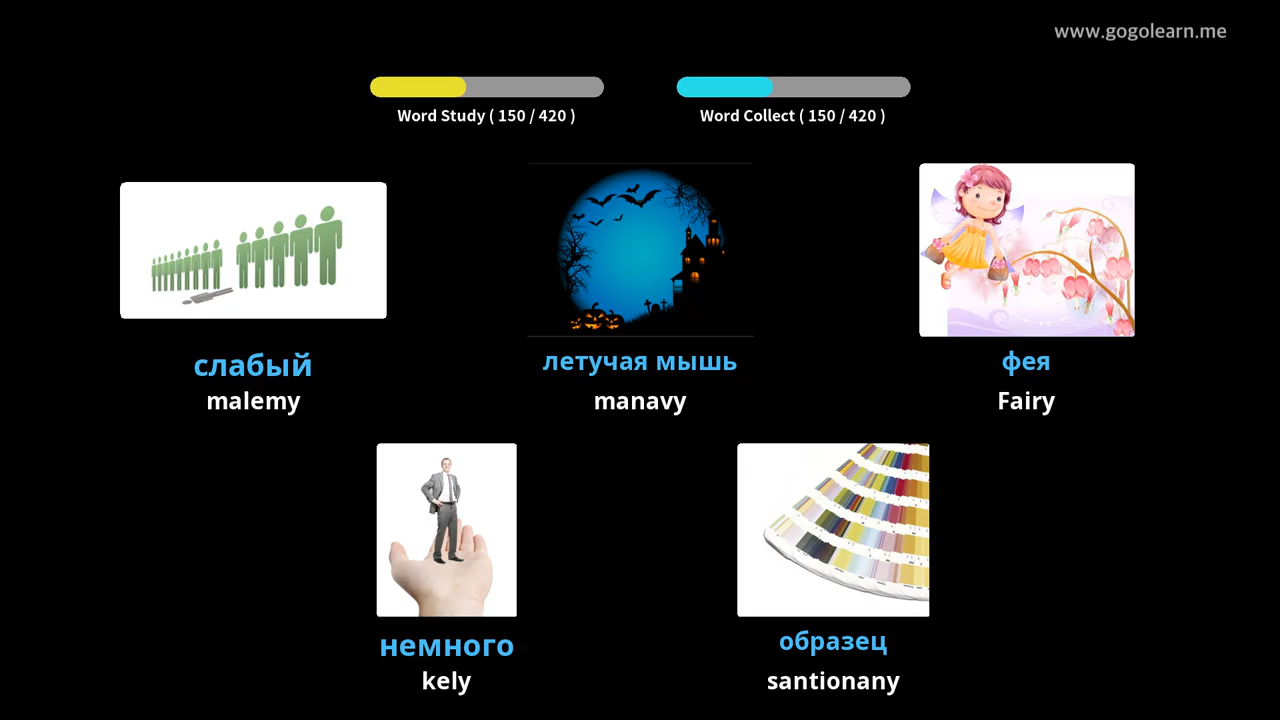 www.gogolearn.me
Word Study ( 150 / 420 )
Word Collect ( 150 / 420 )
слабый
malemy
летучая мышь
manavy
фея
Fairy
немного
kely
образец
santionany